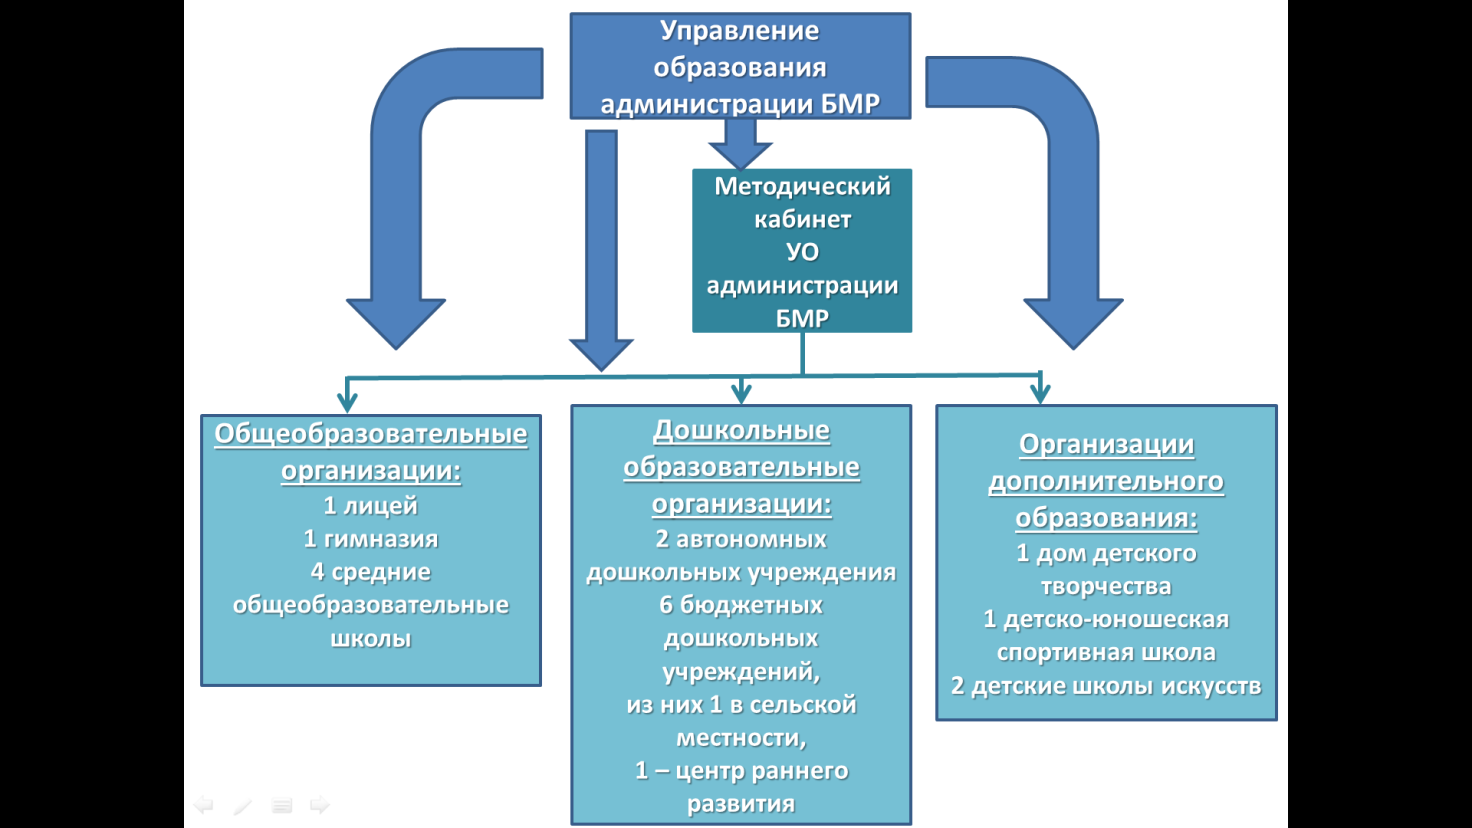 Управление
образования
администрации БМР
Методический
кабинет
УО
администрации
БМР
Общеобразовательные
организации:
1 лицей
1 гимназия
4 средние
общеобразовательные
школы
Дошкольные
образовательные
организации:
2 автономных
дошкольных учреждения
6 бюджетных
дошкольных
учреждений,
из них 1 в сельской
местности,
1 – центр раннего
развития
Организации
дополнительного
образования:
1 дом детского
творчества
1 детско-юношеская
спортивная школа
2 детские школы искусств